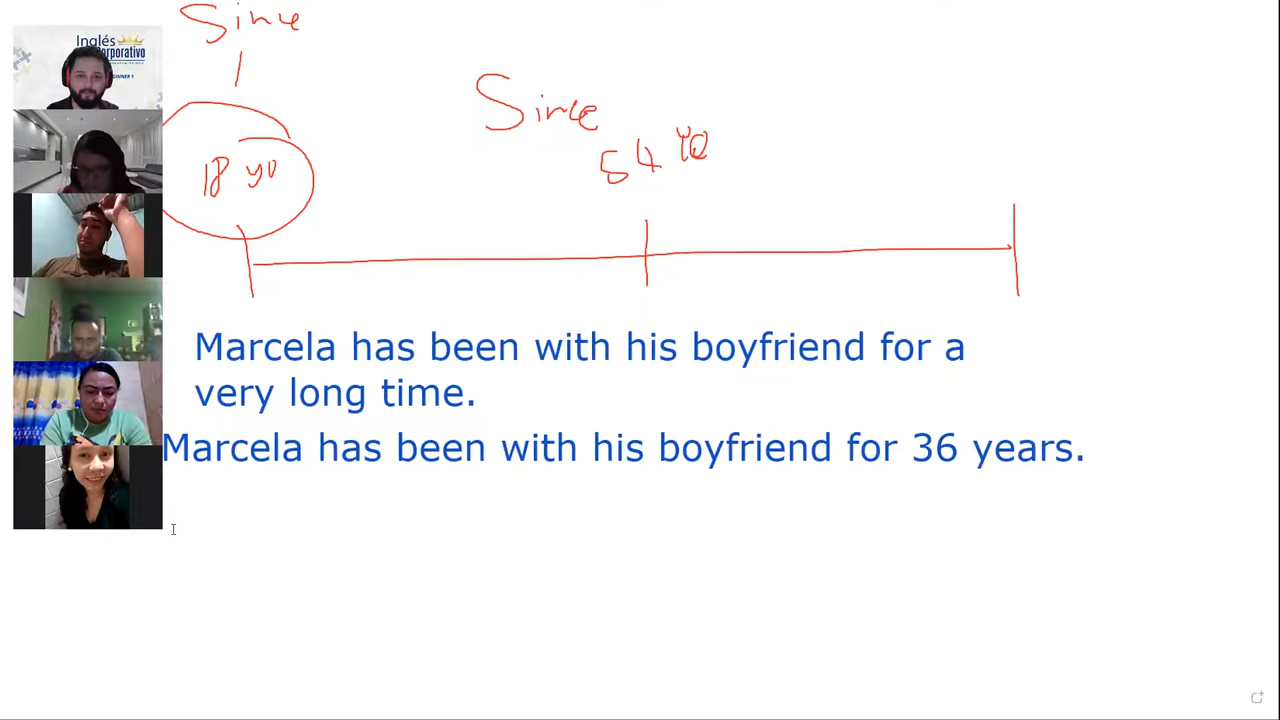 Since
Inglés
Corporativo
Since
54 yo
18 yo
Marcela has been with his boyfriend for a
very long time.
Marcela has been with his boyfriend for 36 years.